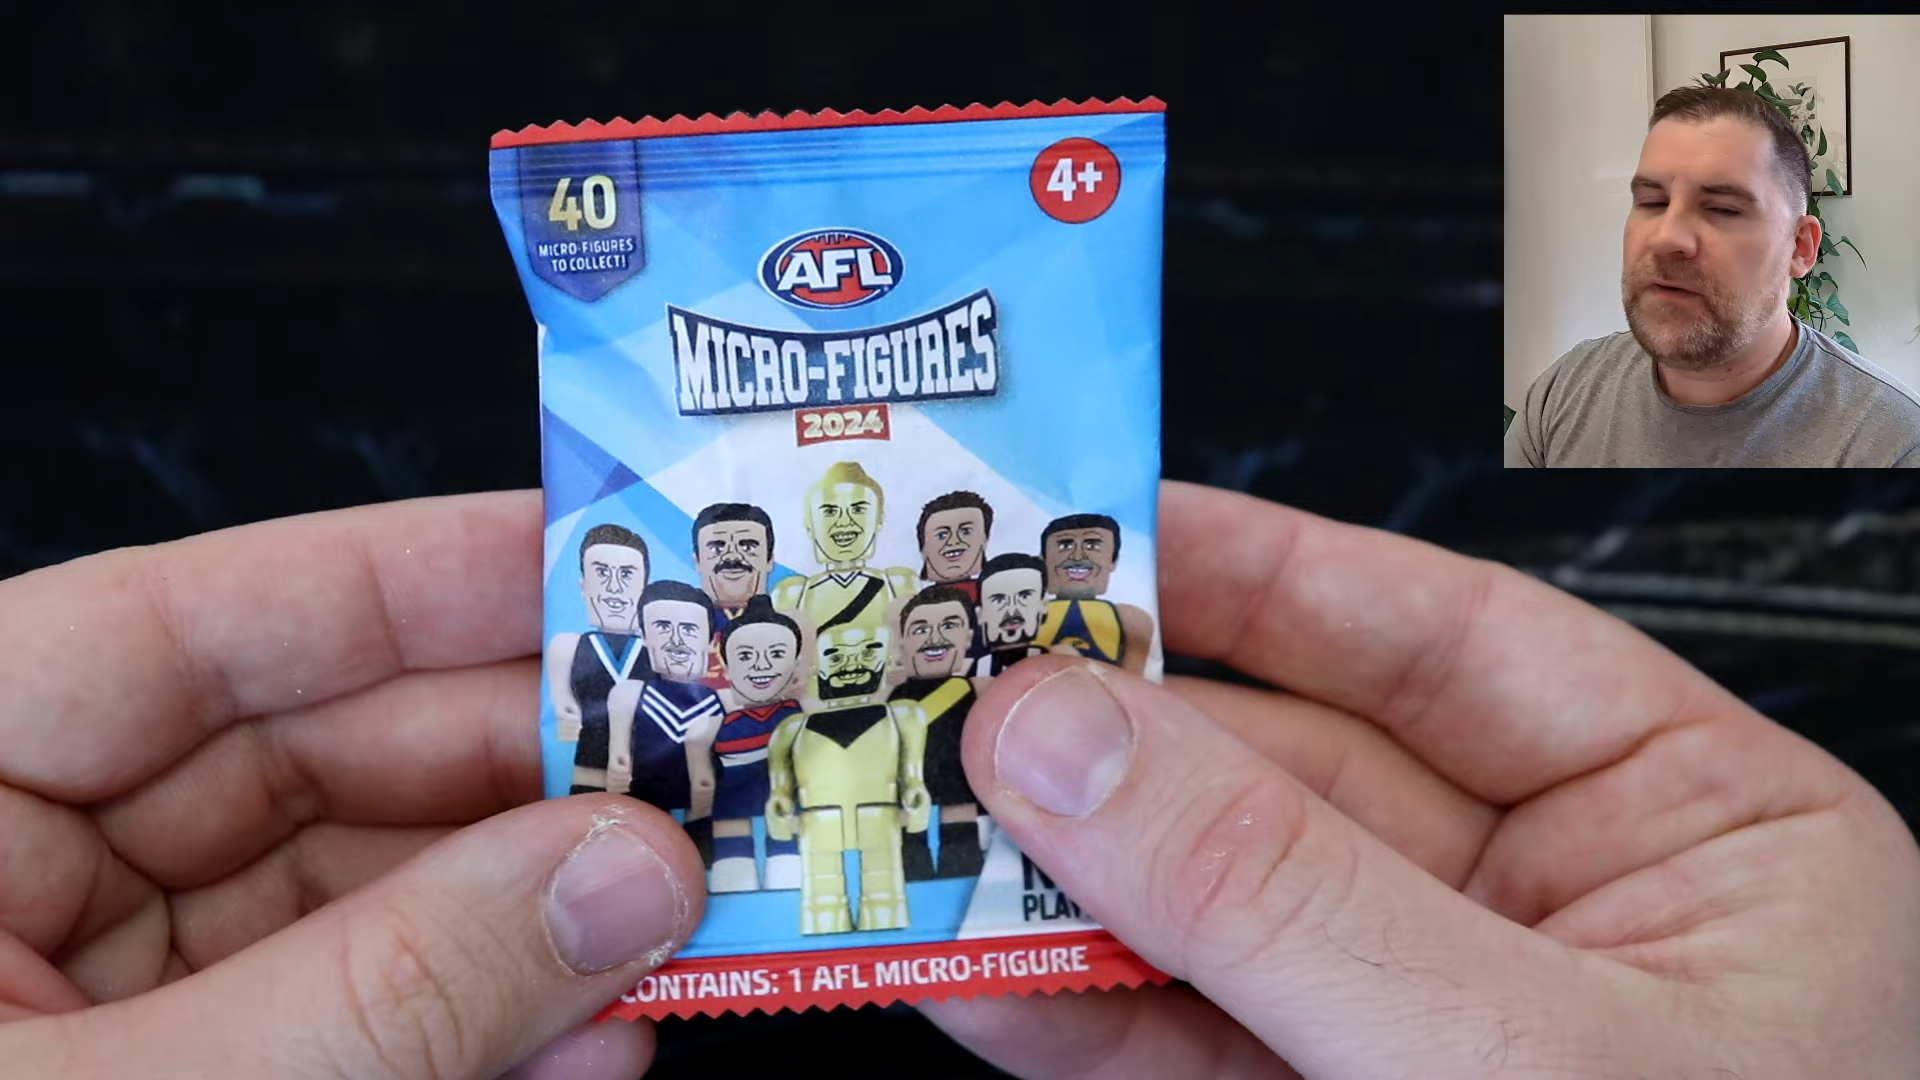 40
MICRO-FIGURES
TO COLLECT!
4+
AFL
MICRO-FIGURES
2024
CONTAINS: 1 AFL MICRO-FIGURE